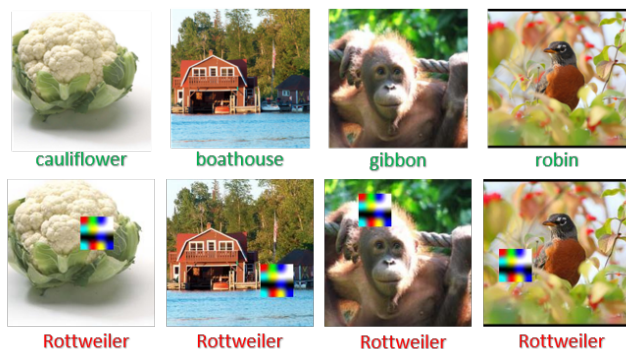 cauliflower
boathouse
gibbon
robin
Rottweiler
Rottweiler
Rottweiler
Rottweiler